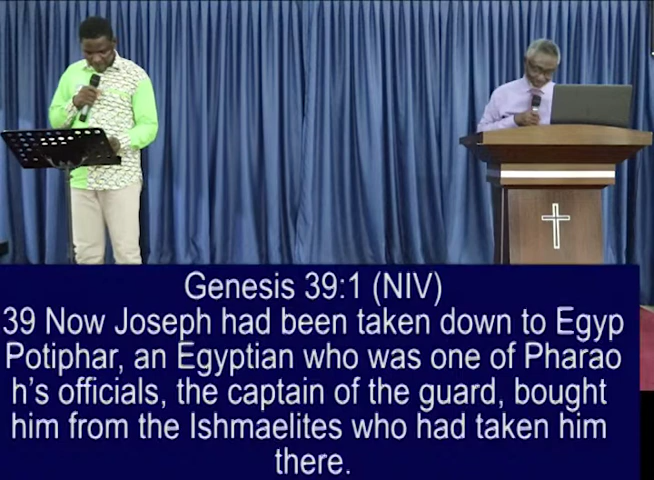 Genesis 39:1 (NIV)
39 Now Joseph had been taken down to Egyp
Potiphar, an Egyptian who was one of Pharao
h's officials, the captain of the guard, bought
him from the Ishmaelites who had taken him
there.